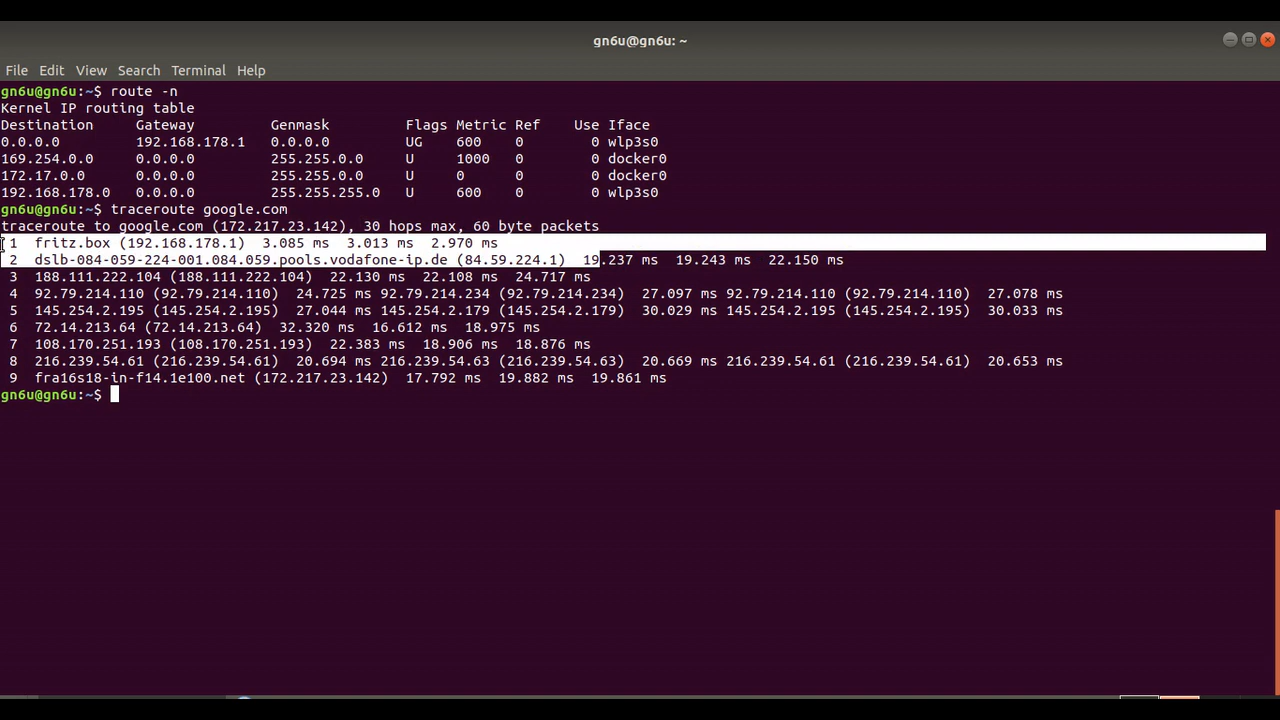 gn6u@gn6u: ~
File Edit View Search Terminal Help
gn6u@gn6u:~$ route -n
Kernel IP routing table
Destination     Gateway         Genmask         Flags Metric Ref    Use Iface
0.0.0.0         192.168.178.1   0.0.0.0         UG    600    0        0 wlp3s0
169.254.0.0     0.0.0.0         255.255.0.0     U     1000   0        0 docker0
172.17.0.0      0.0.0.0         255.255.0.0     U     0      0        0 docker0
192.168.178.0   0.0.0.0         255.255.255.0   U     600    0        0 wlp3s0
gn6u@gn6u:~$ traceroute google.com
traceroute to google.com (172.217.23.142), 30 hops max, 60 byte packets
 1  fritz.box (192.168.178.1)  3.085 ms  3.013 ms  2.970 ms
 2  dslb-084-059-224-001.084.059.pools.vodafone-ip.de (84.59.224.1)  19.237 ms  19.243 ms  22.150 ms
 3  188.111.222.104 (188.111.222.104)  22.130 ms  22.108 ms  24.717 ms
 4  92.79.214.110 (92.79.214.110)  24.725 ms 92.79.214.234 (92.79.214.234)  27.097 ms 92.79.214.110 (92.79.214.110)  27.078 ms
 5  145.254.2.195 (145.254.2.195)  27.044 ms 145.254.2.179 (145.254.2.179)  30.029 ms 145.254.2.195 (145.254.2.195)  30.033 ms
 6  72.14.213.64 (72.14.213.64)  32.320 ms  16.612 ms  18.975 ms
 7  108.170.251.193 (108.170.251.193)  22.383 ms  18.906 ms  18.876 ms
 8  216.239.54.61 (216.239.54.61)  20.694 ms 216.239.54.63 (216.239.54.63)  20.669 ms 216.239.54.61 (216.239.54.61)  20.653 ms
 9  fra16s18-in-f14.1e100.net (172.217.23.142)  17.792 ms  19.882 ms  19.861 ms
gn6u@gn6u:~$